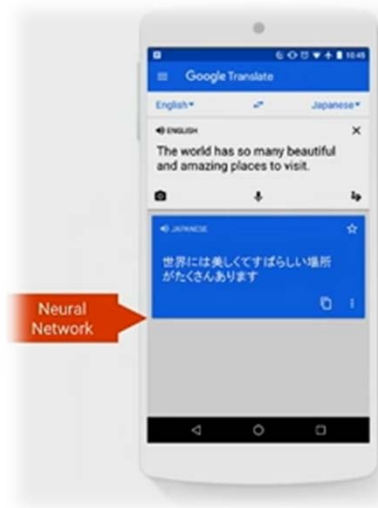 10:45
Google Translate
English
Japanese
ENGLISH
The world has so many beautiful
and amazing places to visit.
JAPANESE
世界には美しくてすばらしい場所
がたくさんあります
Neural
Network